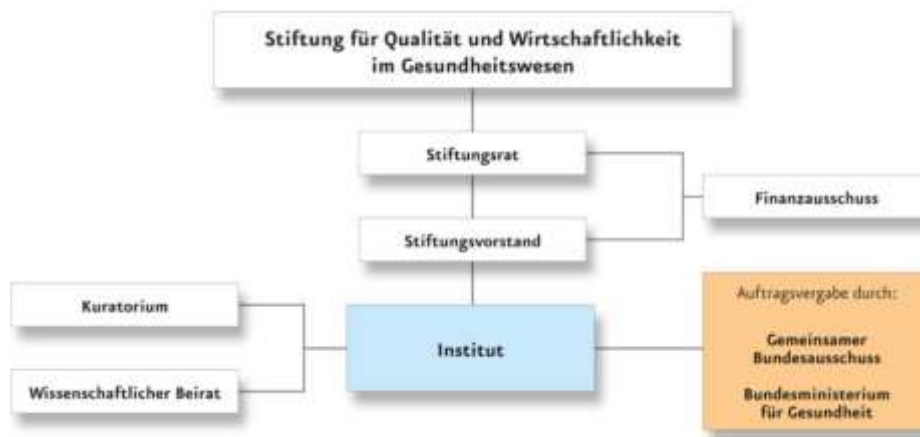 Stiftung für Qualität und Wirtschaftlichkeit
im Gesundheitswesen
Stiftungsrat
Finanzausschuss
Stiftungsvorstand
Kuratorium
Institut
Wissenschaftlicher Beirat
Auftragsvergabe durch:
Gemeinsamer
Bundesausschuss
Bundesministerium
für Gesundheit